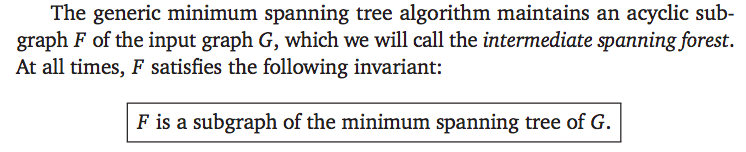 The generic minimum spanning tree algorithm maintains an acyclic sub-
graph F of the input graph G, which we will call the intermediate spanning forest.
At all times, F satisfies the following invariant:
F is a subgraph of the minimum spanning tree of G.